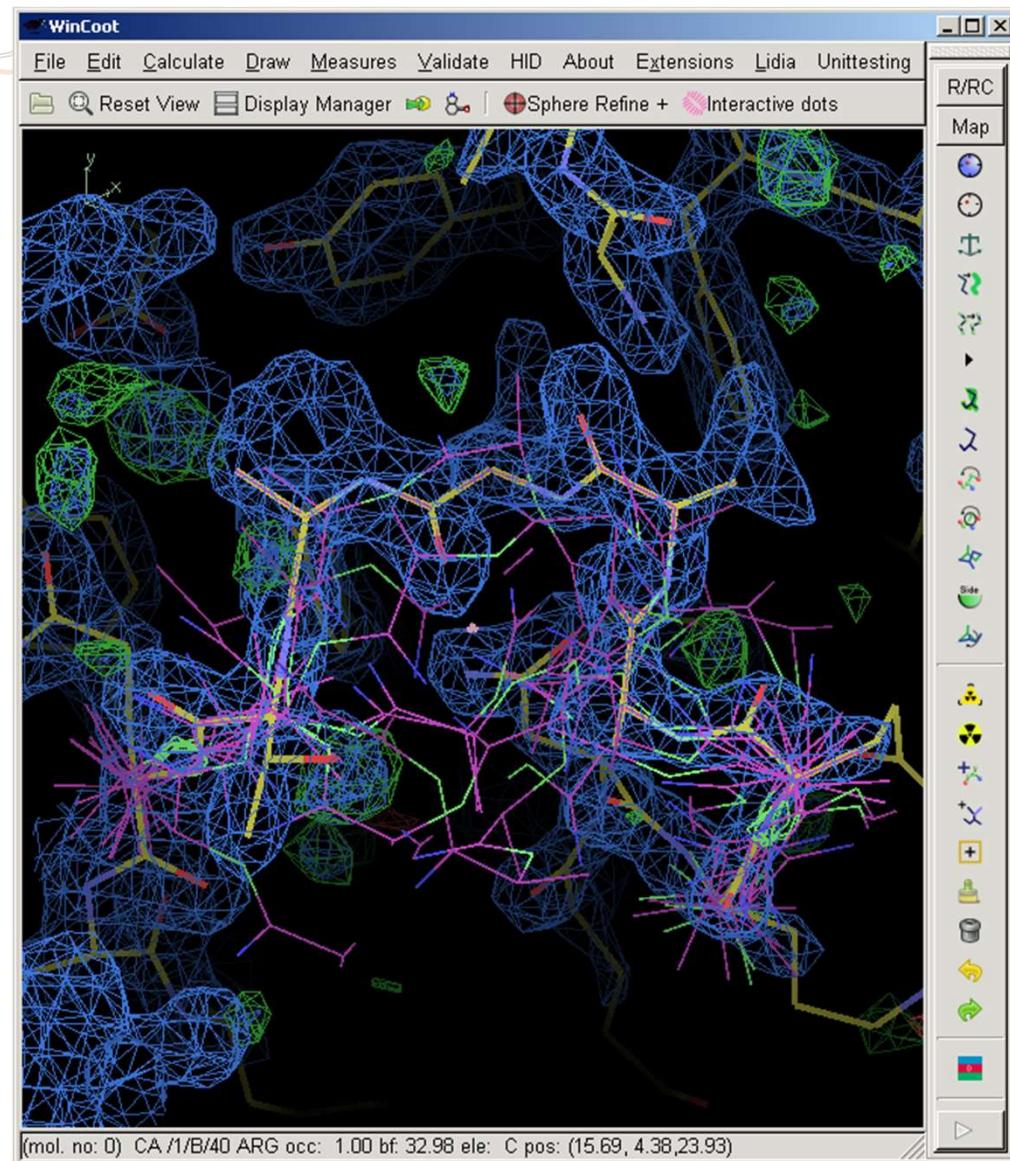 WinCoot
File Edit Calculate Draw Measures Validate HID About Extensions Lidia Unittesting
R/RC
Reset View Display Manager Sphere Refine + Interactive dots
Map
y
x
Side
(mol. no: 0) CA /1/B/40 ARG occ: 1.00 bf: 32.98 ele: C pos: (15.69, 4.38,23.93)